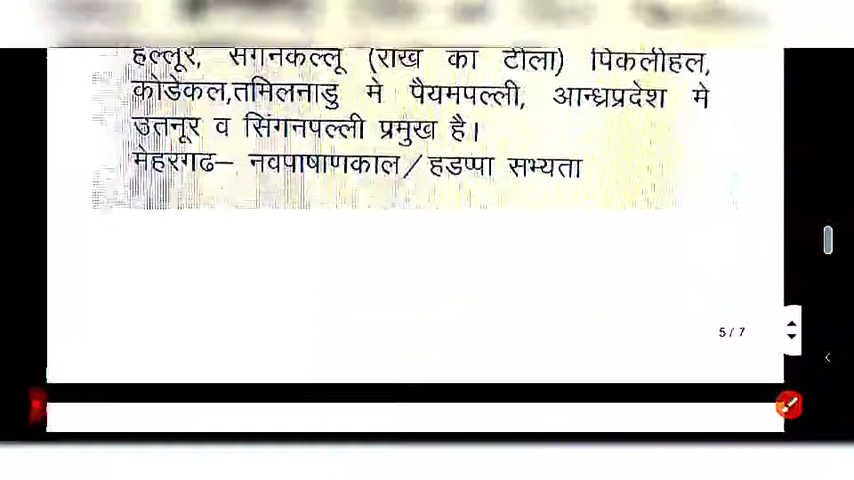 हल्लूर, संगनकल्लू (राख का टीला) पिकलीहल,
कोडेकल,तमिलनाडु मे पैयमपल्ली, आन्ध्रप्रदेश मे
उतनूर व सिंगनपल्ली प्रमुख है।
मेहरगढ– नवपाषाणकाल/हडप्पा सभ्यता
5 / 7